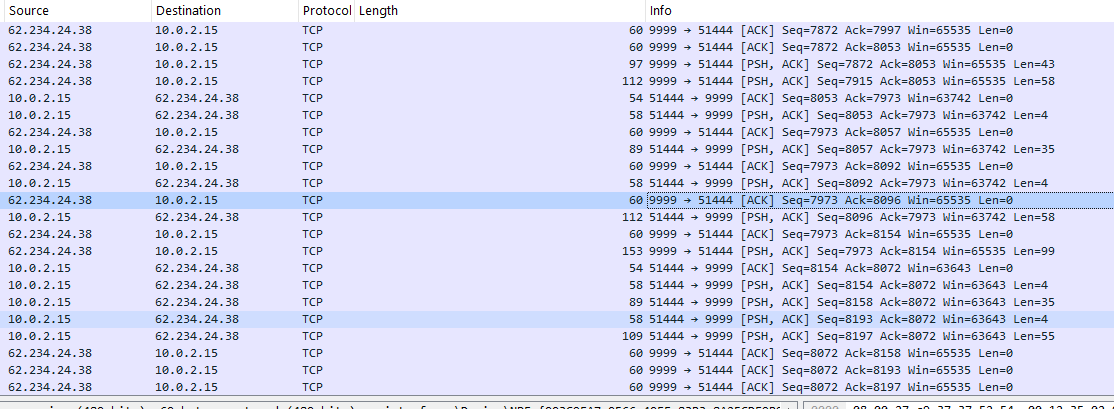 Source Destination Protocol Length Info
62.234.24.38 10.0.2.15 TCP 60 9999 → 51444 [ACK] Seq=7872 Ack=7997 Win=65535 Len=0
62.234.24.38 10.0.2.15 TCP 60 9999 → 51444 [ACK] Seq=7872 Ack=8053 Win=65535 Len=0
62.234.24.38 10.0.2.15 TCP 97 9999 → 51444 [PSH, ACK] Seq=7872 Ack=8053 Win=65535 Len=43
62.234.24.38 10.0.2.15 TCP 112 9999 → 51444 [PSH, ACK] Seq=7915 Ack=8053 Win=65535 Len=58
10.0.2.15 62.234.24.38 TCP 54 51444 → 9999 [ACK] Seq=8053 Ack=7973 Win=63742 Len=0
10.0.2.15 62.234.24.38 TCP 58 51444 → 9999 [PSH, ACK] Seq=8053 Ack=7973 Win=63742 Len=4
62.234.24.38 10.0.2.15 TCP 60 9999 → 51444 [ACK] Seq=7973 Ack=8057 Win=65535 Len=0
10.0.2.15 62.234.24.38 TCP 89 51444 → 9999 [PSH, ACK] Seq=8057 Ack=7973 Win=63742 Len=35
62.234.24.38 10.0.2.15 TCP 60 9999 → 51444 [ACK] Seq=7973 Ack=8092 Win=65535 Len=0
10.0.2.15 62.234.24.38 TCP 58 51444 → 9999 [PSH, ACK] Seq=8092 Ack=7973 Win=63742 Len=4
62.234.24.38 10.0.2.15 TCP 60 9999 → 51444 [ACK] Seq=7973 Ack=8096 Win=65535 Len=0
10.0.2.15 62.234.24.38 TCP 112 51444 → 9999 [PSH, ACK] Seq=8096 Ack=7973 Win=63742 Len=58
62.234.24.38 10.0.2.15 TCP 60 9999 → 51444 [ACK] Seq=7973 Ack=8154 Win=65535 Len=0
62.234.24.38 10.0.2.15 TCP 153 9999 → 51444 [PSH, ACK] Seq=7973 Ack=8154 Win=65535 Len=99
10.0.2.15 62.234.24.38 TCP 54 51444 → 9999 [ACK] Seq=8154 Ack=8072 Win=63643 Len=0
10.0.2.15 62.234.24.38 TCP 58 51444 → 9999 [PSH, ACK] Seq=8154 Ack=8072 Win=63643 Len=4
10.0.2.15 62.234.24.38 TCP 89 51444 → 9999 [PSH, ACK] Seq=8158 Ack=8072 Win=63643 Len=35
10.0.2.15 62.234.24.38 TCP 58 51444 → 9999 [PSH, ACK] Seq=8193 Ack=8072 Win=63643 Len=4
10.0.2.15 62.234.24.38 TCP 109 51444 → 9999 [PSH, ACK] Seq=8197 Ack=8072 Win=63643 Len=55
62.234.24.38 10.0.2.15 TCP 60 9999 → 51444 [ACK] Seq=8072 Ack=8158 Win=65535 Len=0
62.234.24.38 10.0.2.15 TCP 60 9999 → 51444 [ACK] Seq=8072 Ack=8193 Win=65535 Len=0
62.234.24.38 10.0.2.15 TCP 60 9999 → 51444 [ACK] Seq=8072 Ack=8197 Win=65535 Len=0